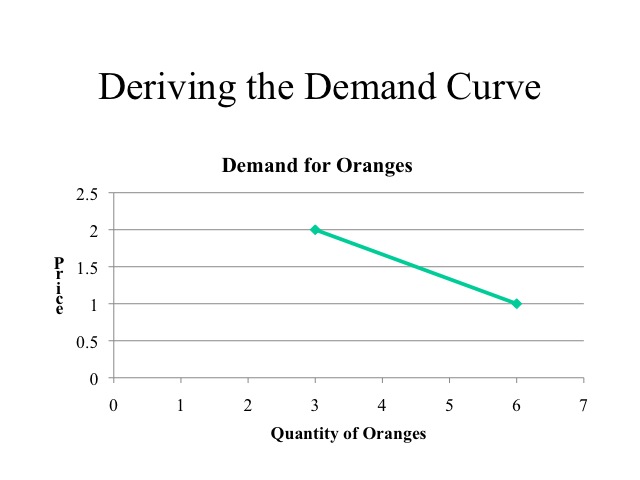 Deriving the Demand Curve
Demand for Oranges
2.5
2
1.5
1
0.5
0
Price
0 1 2 3 4 5 6 7
Quantity of Oranges